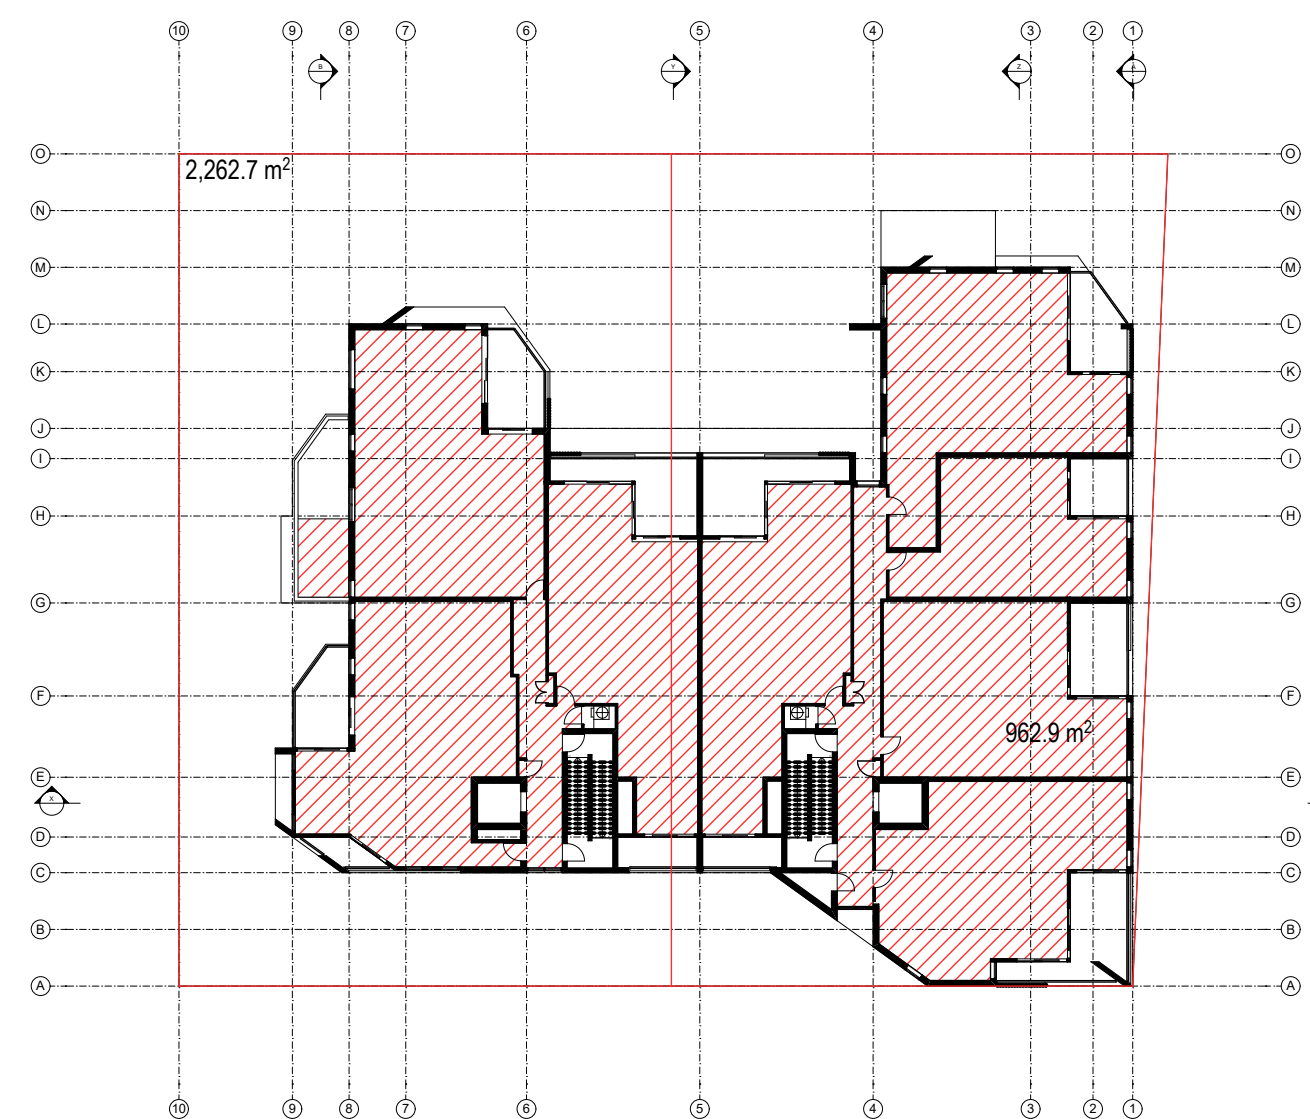 10 9 8 7 6 5 4 3 2 1
B Y Z A
O O
2,262.7 m²
N N
M M
L L
K K
J J
I I
H H
G G
F F
962.9 m²
E E
X
D D
C C
B B
A A
10 9 8 7 6 5 4 3 2 1